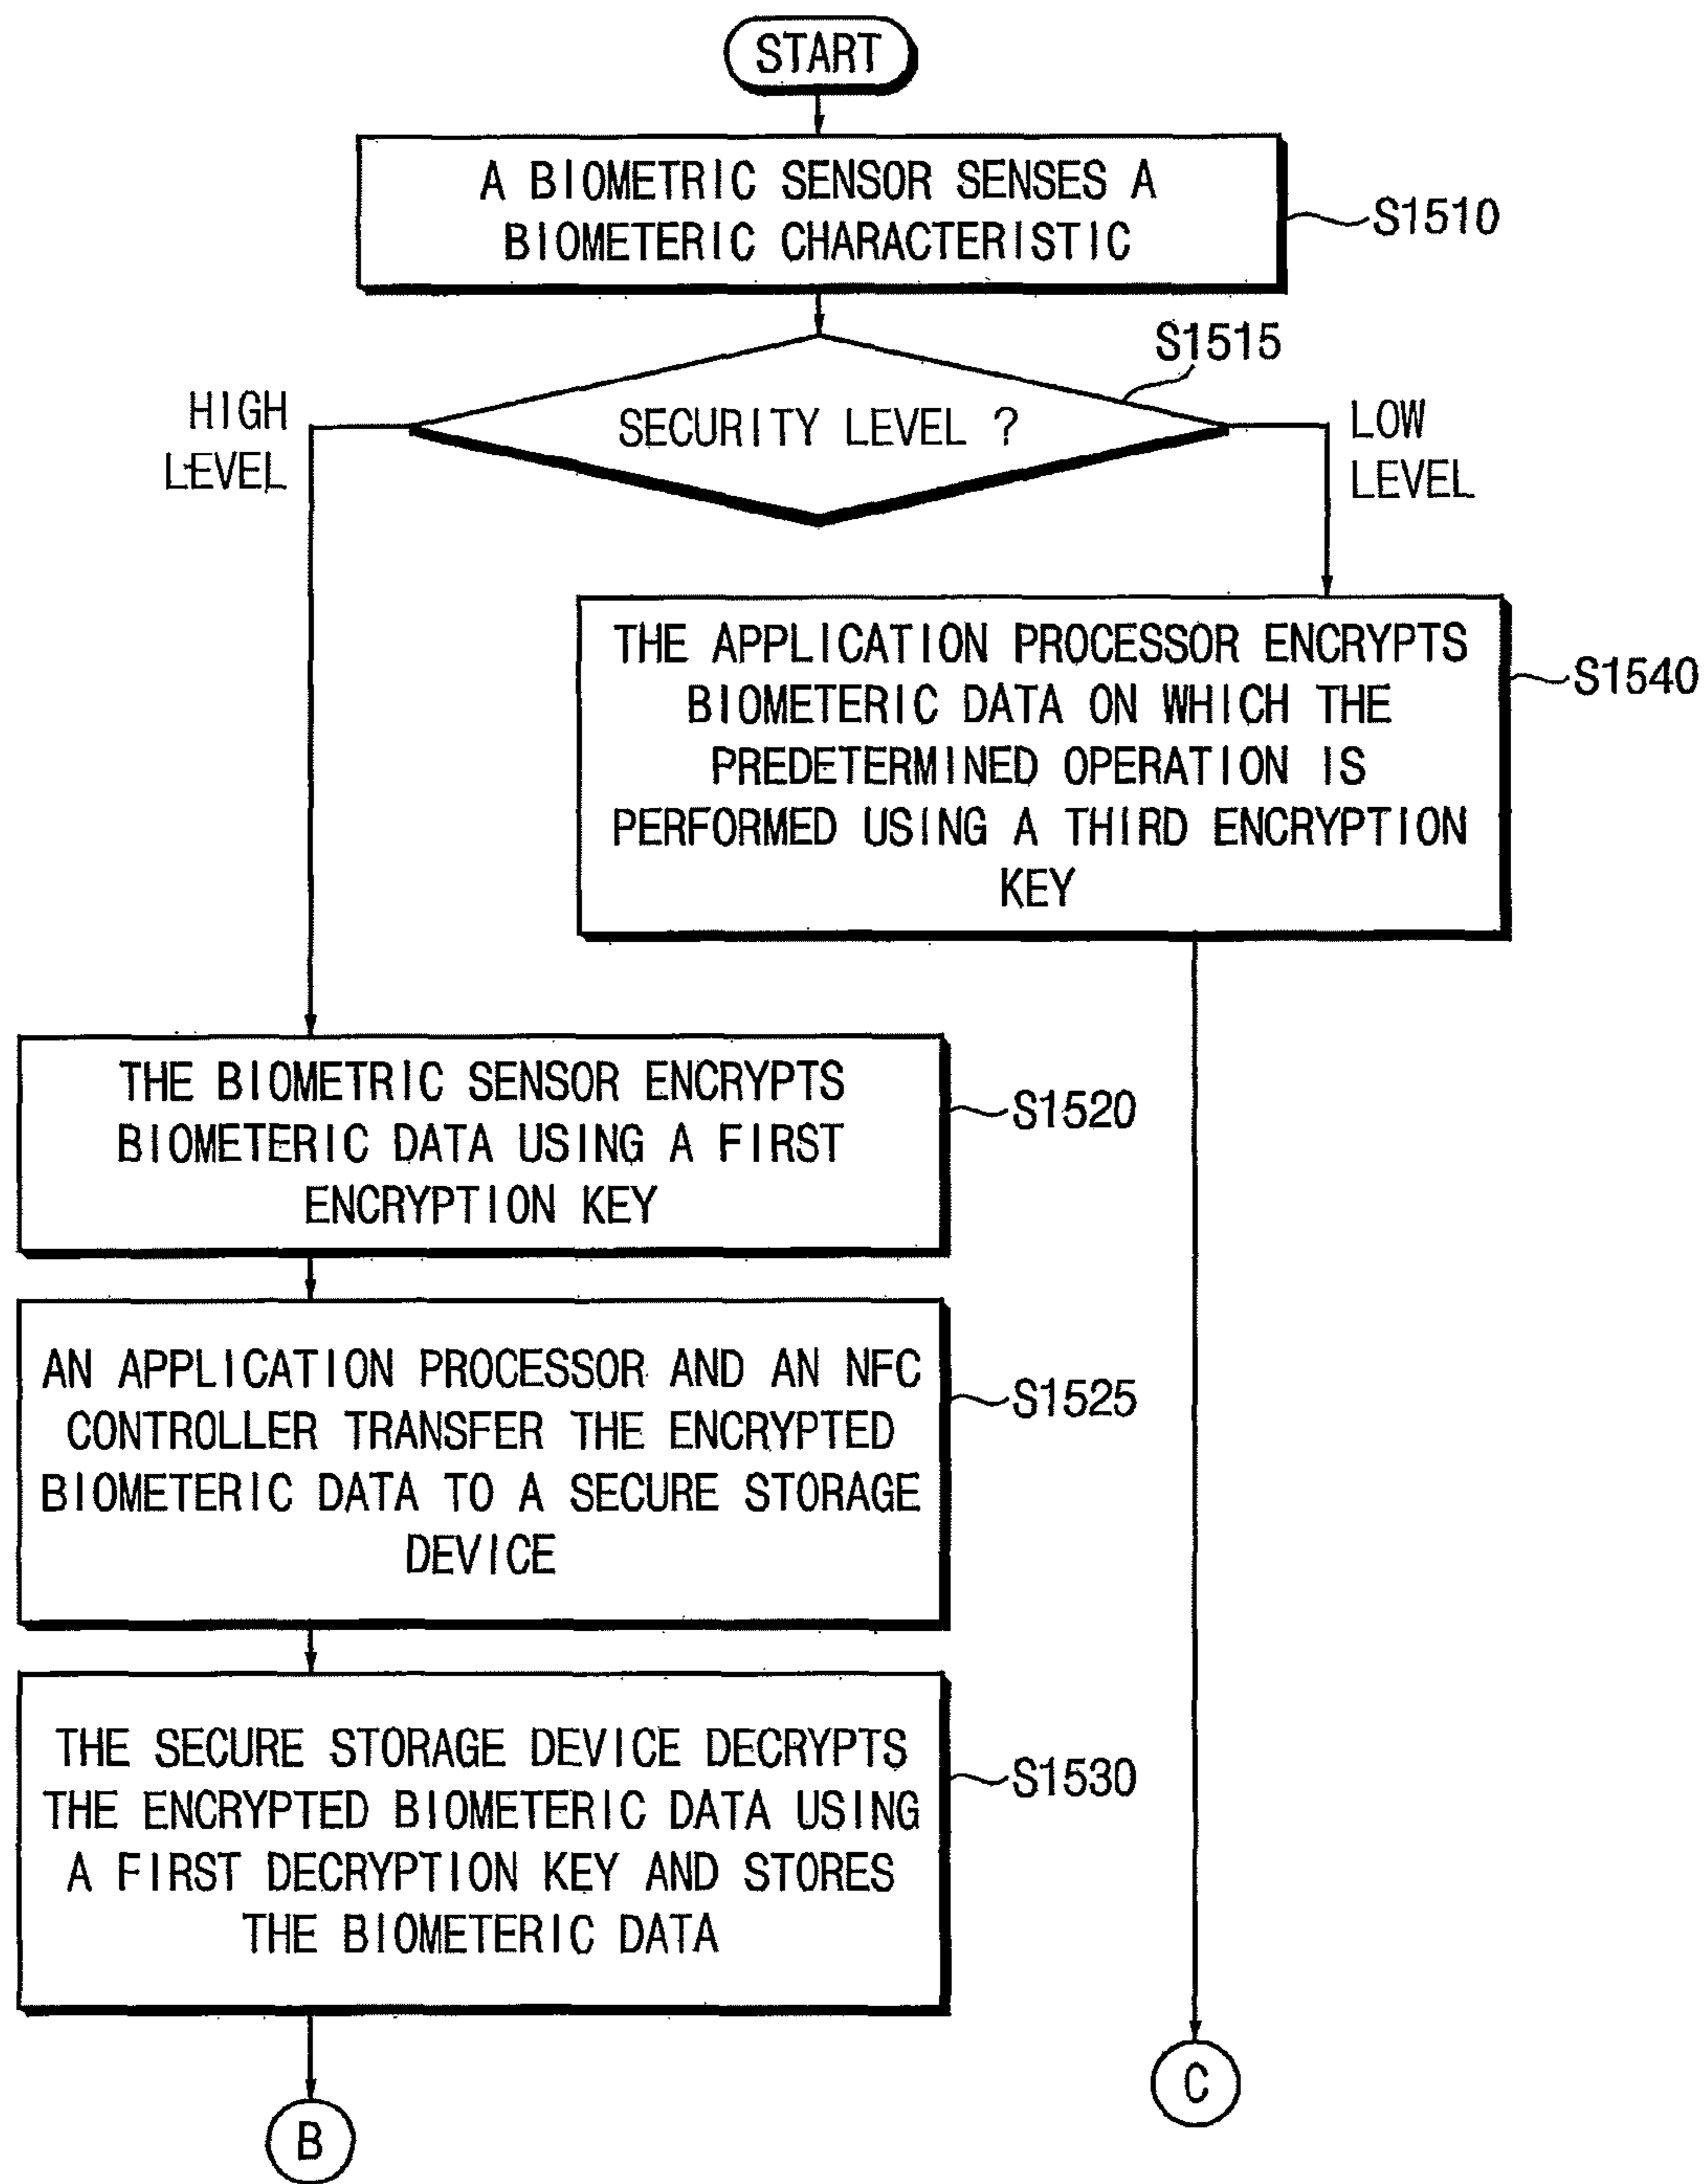 START
A BIOMETRIC SENSOR SENSES A
BIOMETERIC CHARACTERISTIC
S1510
S1515
SECURITY LEVEL ?
HIGH
LEVEL
LOW
LEVEL
THE APPLICATION PROCESSOR ENCRYPTS
BIOMETERIC DATA ON WHICH THE
PREDETERMINED OPERATION IS
PERFORMED USING A THIRD ENCRYPTION
KEY
S1540
THE BIOMETRIC SENSOR ENCRYPTS
BIOMETERIC DATA USING A FIRST
ENCRYPTION KEY
S1520
AN APPLICATION PROCESSOR AND AN NFC
CONTROLLER TRANSFER THE ENCRYPTED
BIOMETERIC DATA TO A SECURE STORAGE
DEVICE
S1525
THE SECURE STORAGE DEVICE DECRYPTS
THE ENCRYPTED BIOMETERIC DATA USING
A FIRST DECRYPTION KEY AND STORES
THE BIOMETERIC DATA
S1530
C
B